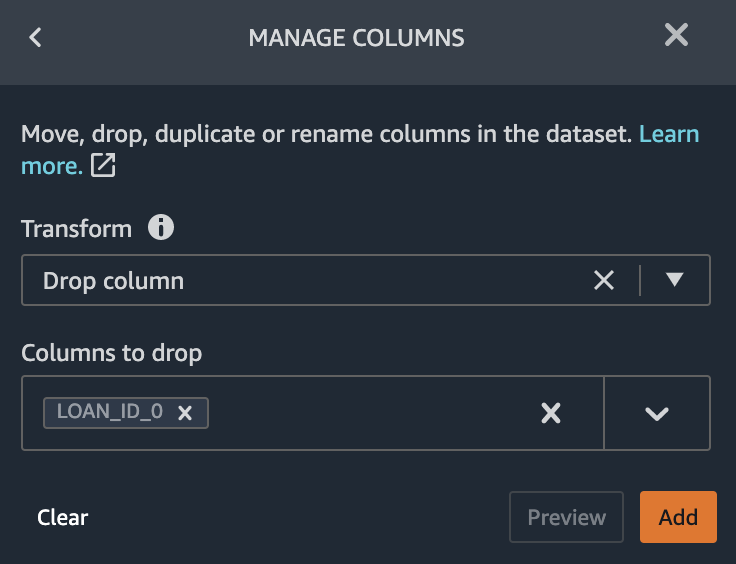 MANAGE COLUMNS
Move, drop, duplicate or rename columns in the dataset. Learn
more.
Transform
Drop column
Columns to drop
LOAN_ID_0
Clear
Preview
Add